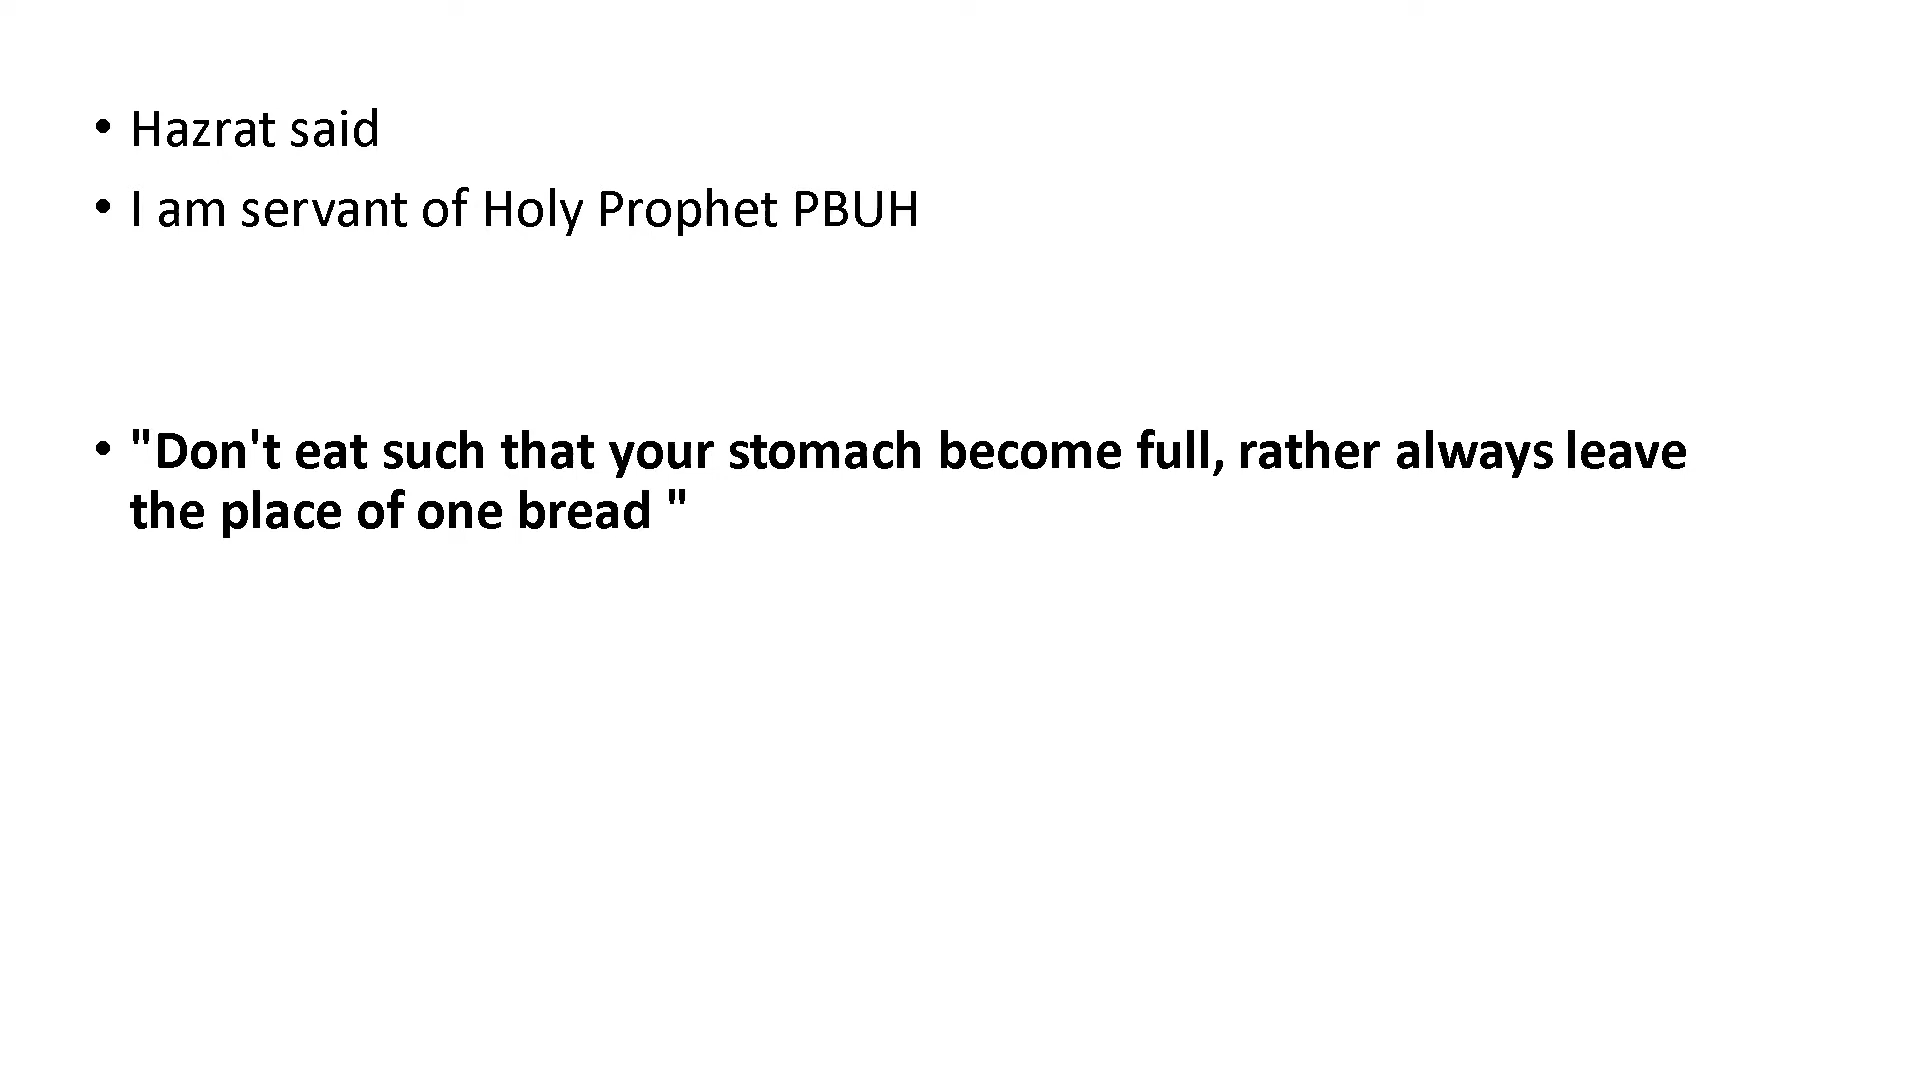 • Hazrat said
• I am servant of Holy Prophet PBUH
• "Don't eat such that your stomach become full, rather always leave
the place of one bread "